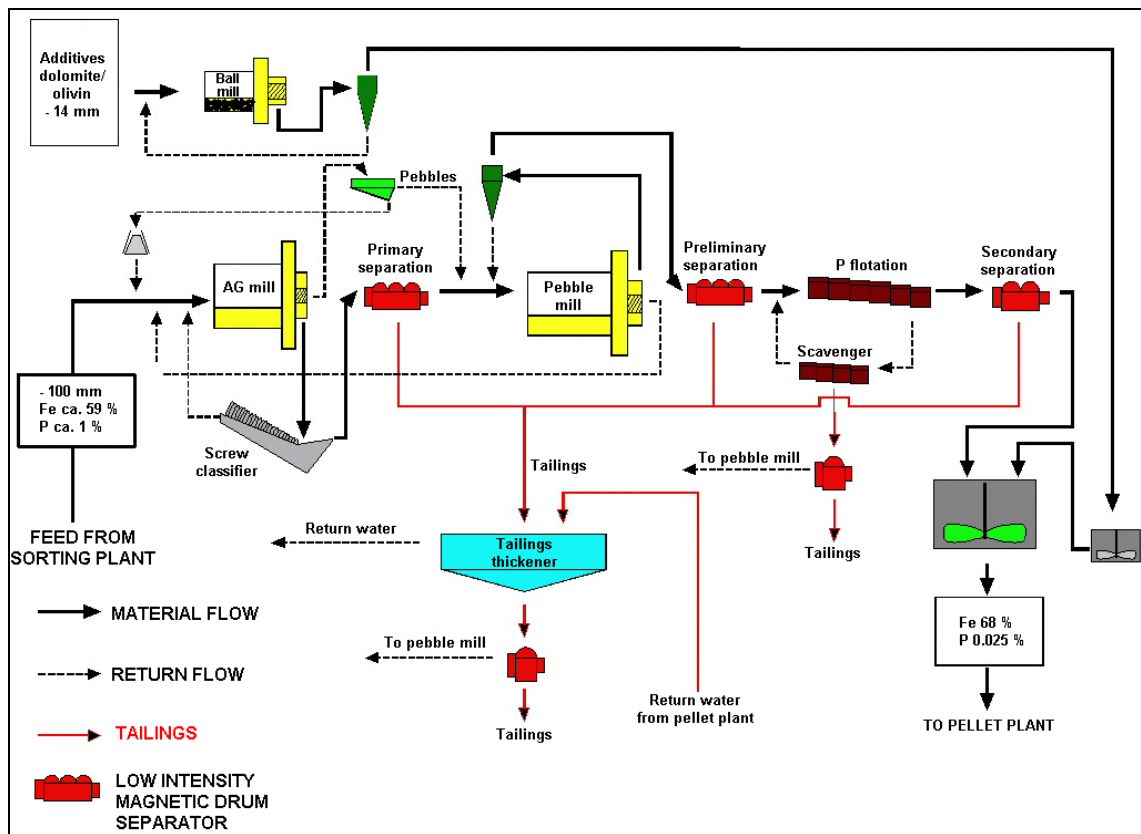 Additives
dolomite/
olivin
- 14 mm
Ball
mill
Pebbles
AG mill
Primary
separation
Pebble
mill
Preliminary
separation
P flotation
Secondary
separation
Scavenger
- 100 mm
Fe ca. 59 %
P ca. 1 %
Screw
classifier
Tailings
To pebble mill
Tailings
FEED FROM
SORTING PLANT
Return water
Tailings
thickener
MATERIAL FLOW
Fe 68 %
P 0.025 %
To pebble mill
RETURN FLOW
Return water
from pellet plant
Tailings
TO PELLET PLANT
TAILINGS
LOW INTENSITY
MAGNETIC DRUM
SEPARATOR